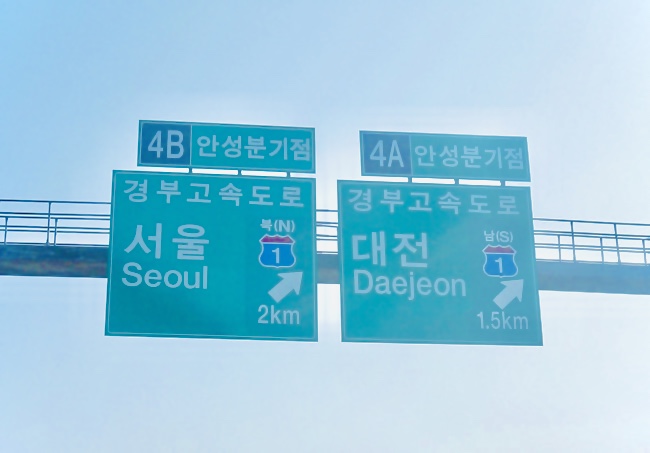 4B 안성분기점
경부고속도로
서울 북(N)
Seoul 1
2km
4A 안성분기점
경부고속도로
대전 남(S)
Daejeon 1
1.5km